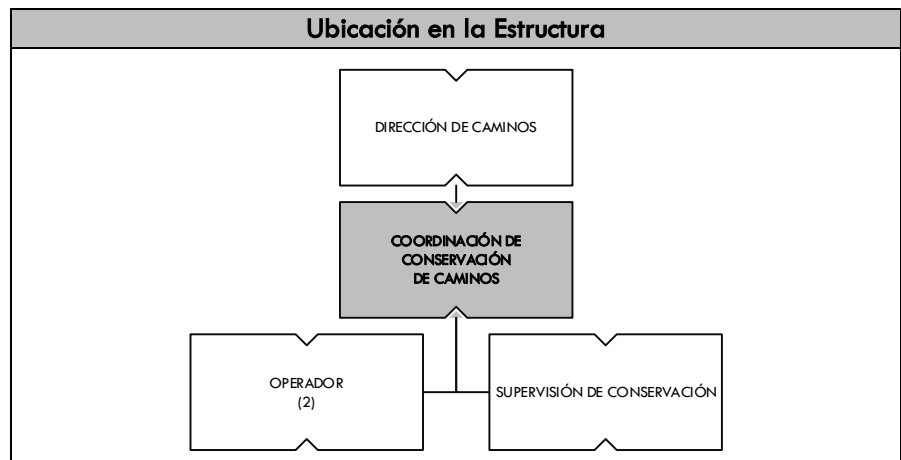 Ubicación en la Estructura
DIRECCIÓN DE CAMINOS
COORDINACIÓN DE
CONSERVACIÓN
DE CAMINOS
OPERADOR
(2)
SUPERVISIÓN DE CONSERVACIÓN